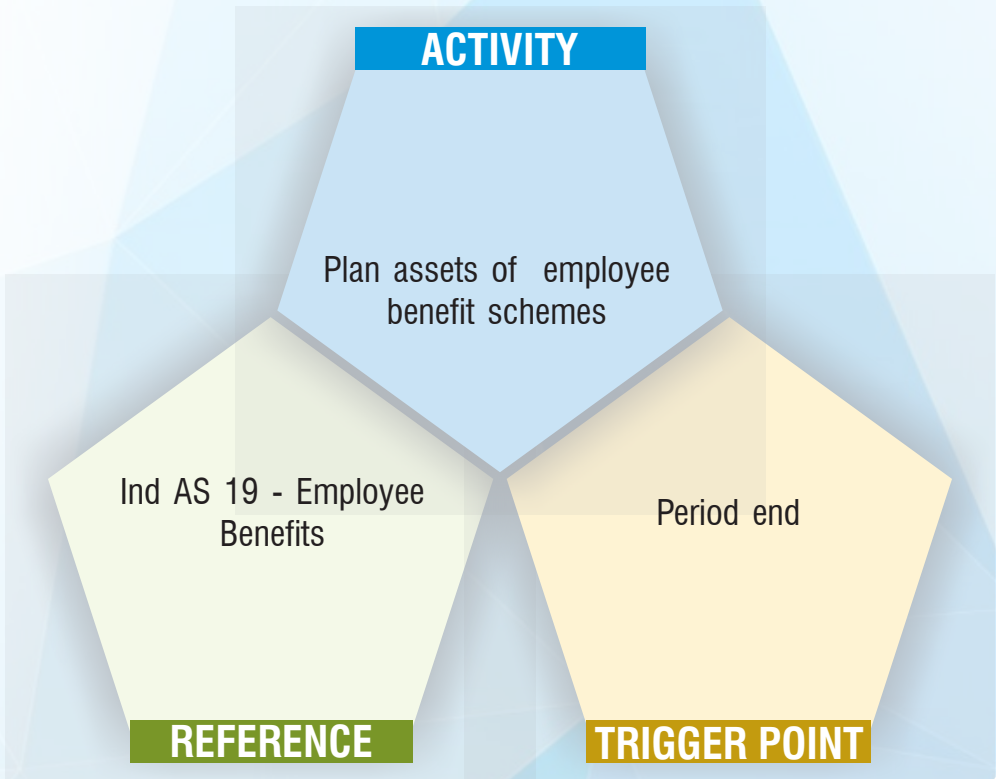 ACTIVITY
Plan assets of employee
benefit schemes
Ind AS 19 - Employee
Benefits
Period end
REFERENCE
TRIGGER POINT